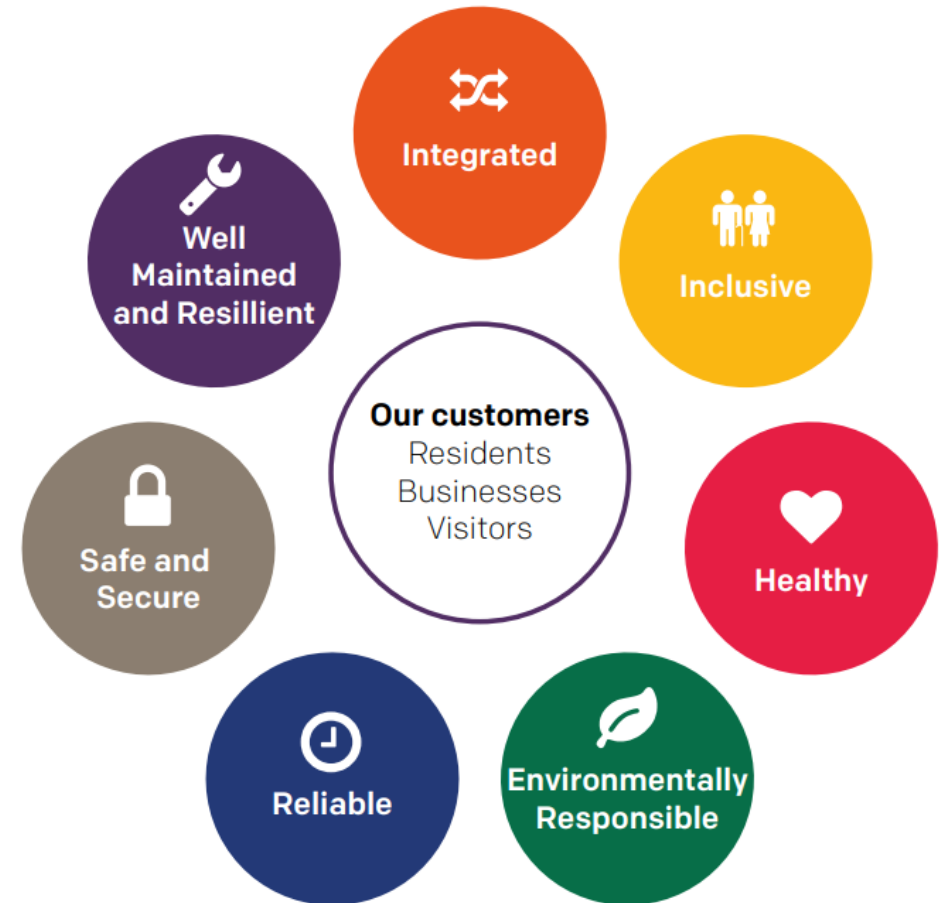 Integrated
Inclusive
Healthy
Environmentally
Responsible
Reliable
Safe and
Secure
Well
Maintained
and Resillient
Our customers
Residents
Businesses
Visitors